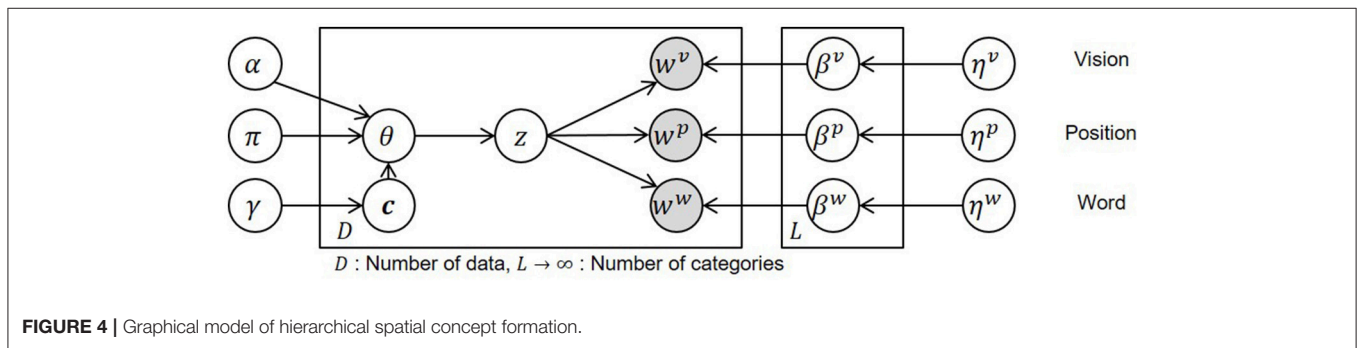 α w^v β^v η^v Vision
π θ z w^p β^p η^p Position
γ c D w^w L β^w η^w Word
D : Number of data, L → ∞ : Number of categories
FIGURE 4 | Graphical model of hierarchical spatial concept formation.